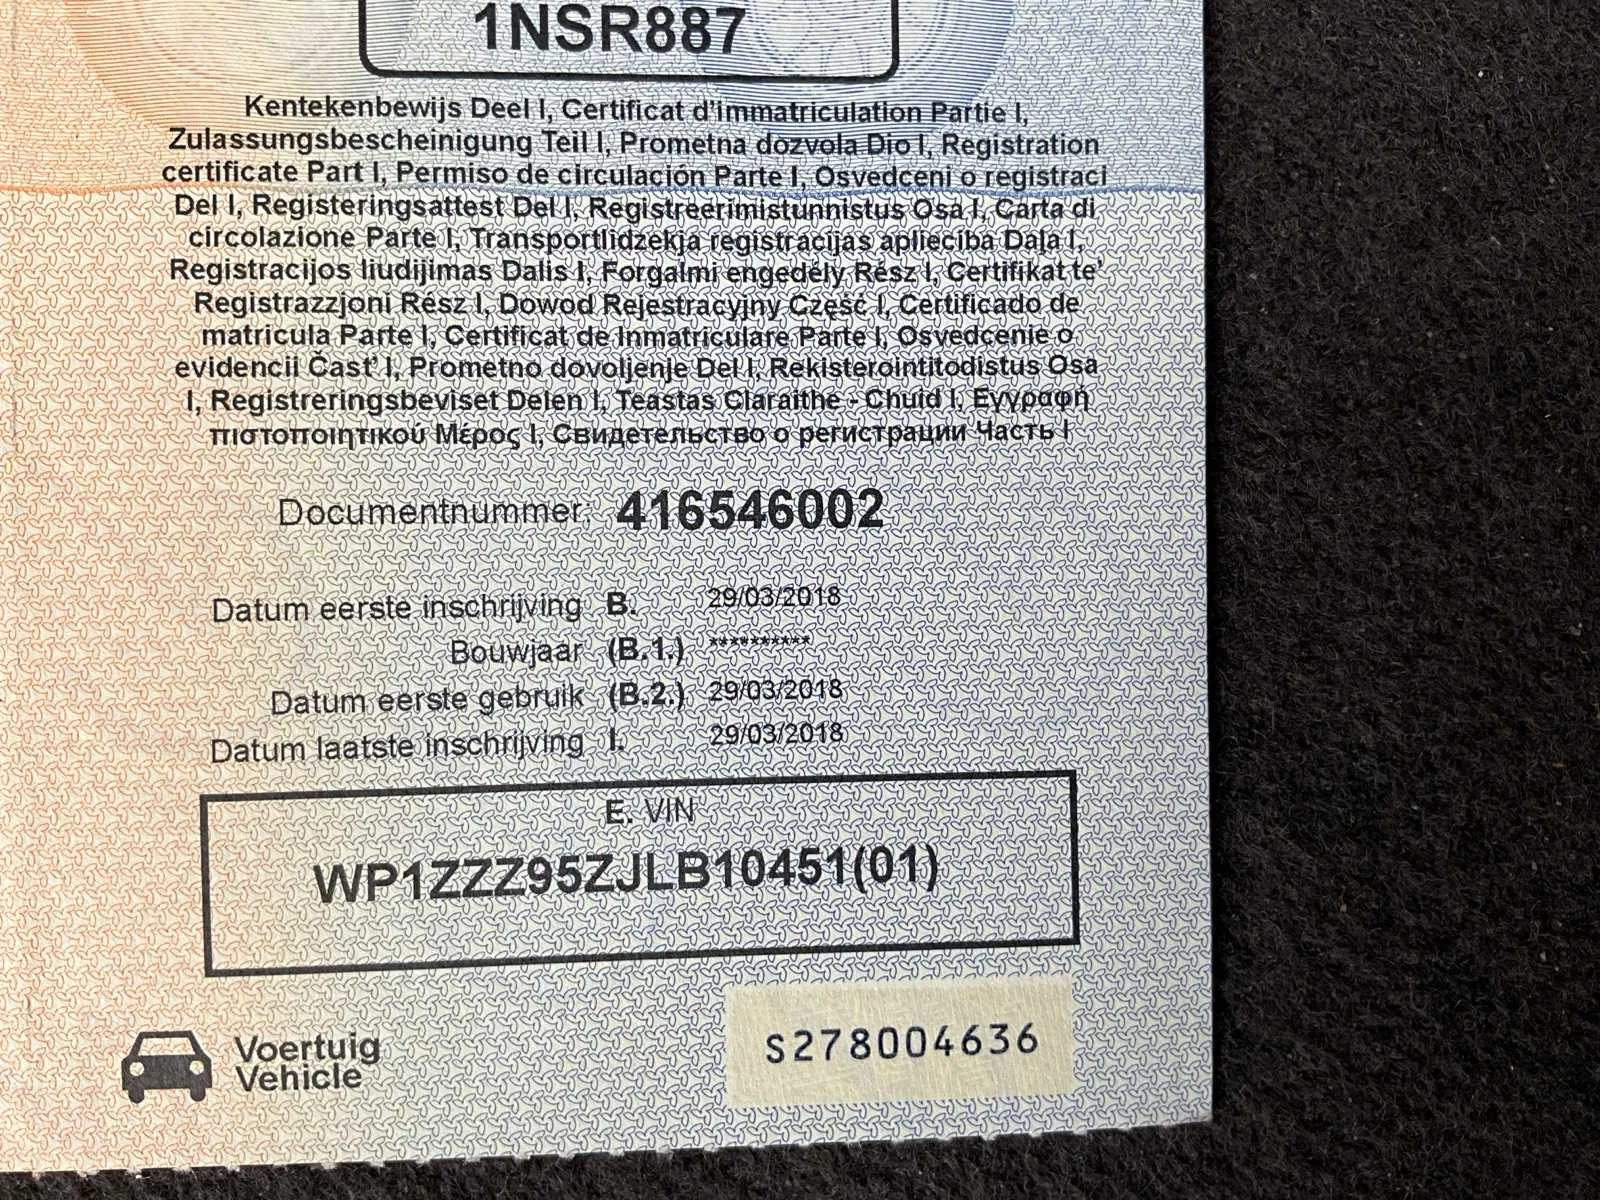 1NSR887
Kentekenbewijs Deel I, Certificat d'immatriculation Partie I,
Zulassungsbescheinigung Teil I, Prometna dozvola Dio I, Registration
certificate Part I, Permiso de circulación Parte I, Osvedceni o registraci
Del I, Registeringsattest Del I, Registreerimistunnistus Osa I, Carta di
circolazione Parte I, Transportlidzekja registracijas aplieciba Daļa I,
Registracijos liudijimas Dalis I, Forgalmi engedély Rész I, Certifikat te'
Registrazzjoni Rész I, Dowod Rejestracyjny Część I, Certificado de
matricula Parte I, Certificat de Inmatriculare Parte I, Osvedcenie o
evidencii Čast' I, Prometno dovoljenje Del I, Rekisterointitodistus Osa
I, Registreringsbeviset Delen I, Teastas Claraithe - Chuid I, Εγγραφή
πιστοποιητικού Μέρος I, Свидетельство о регистрации Часть I
Documentnummer: 416546002
Datum eerste inschrijving B. 29/03/2018
Bouwjaar (B.1.) **********
Datum eerste gebruik (B.2.) 29/03/2018
Datum laatste inschrijving I. 29/03/2018
E. VIN
WP1ZZZ95ZJLB10451(01)
Voertuig
Vehicle
S278004636